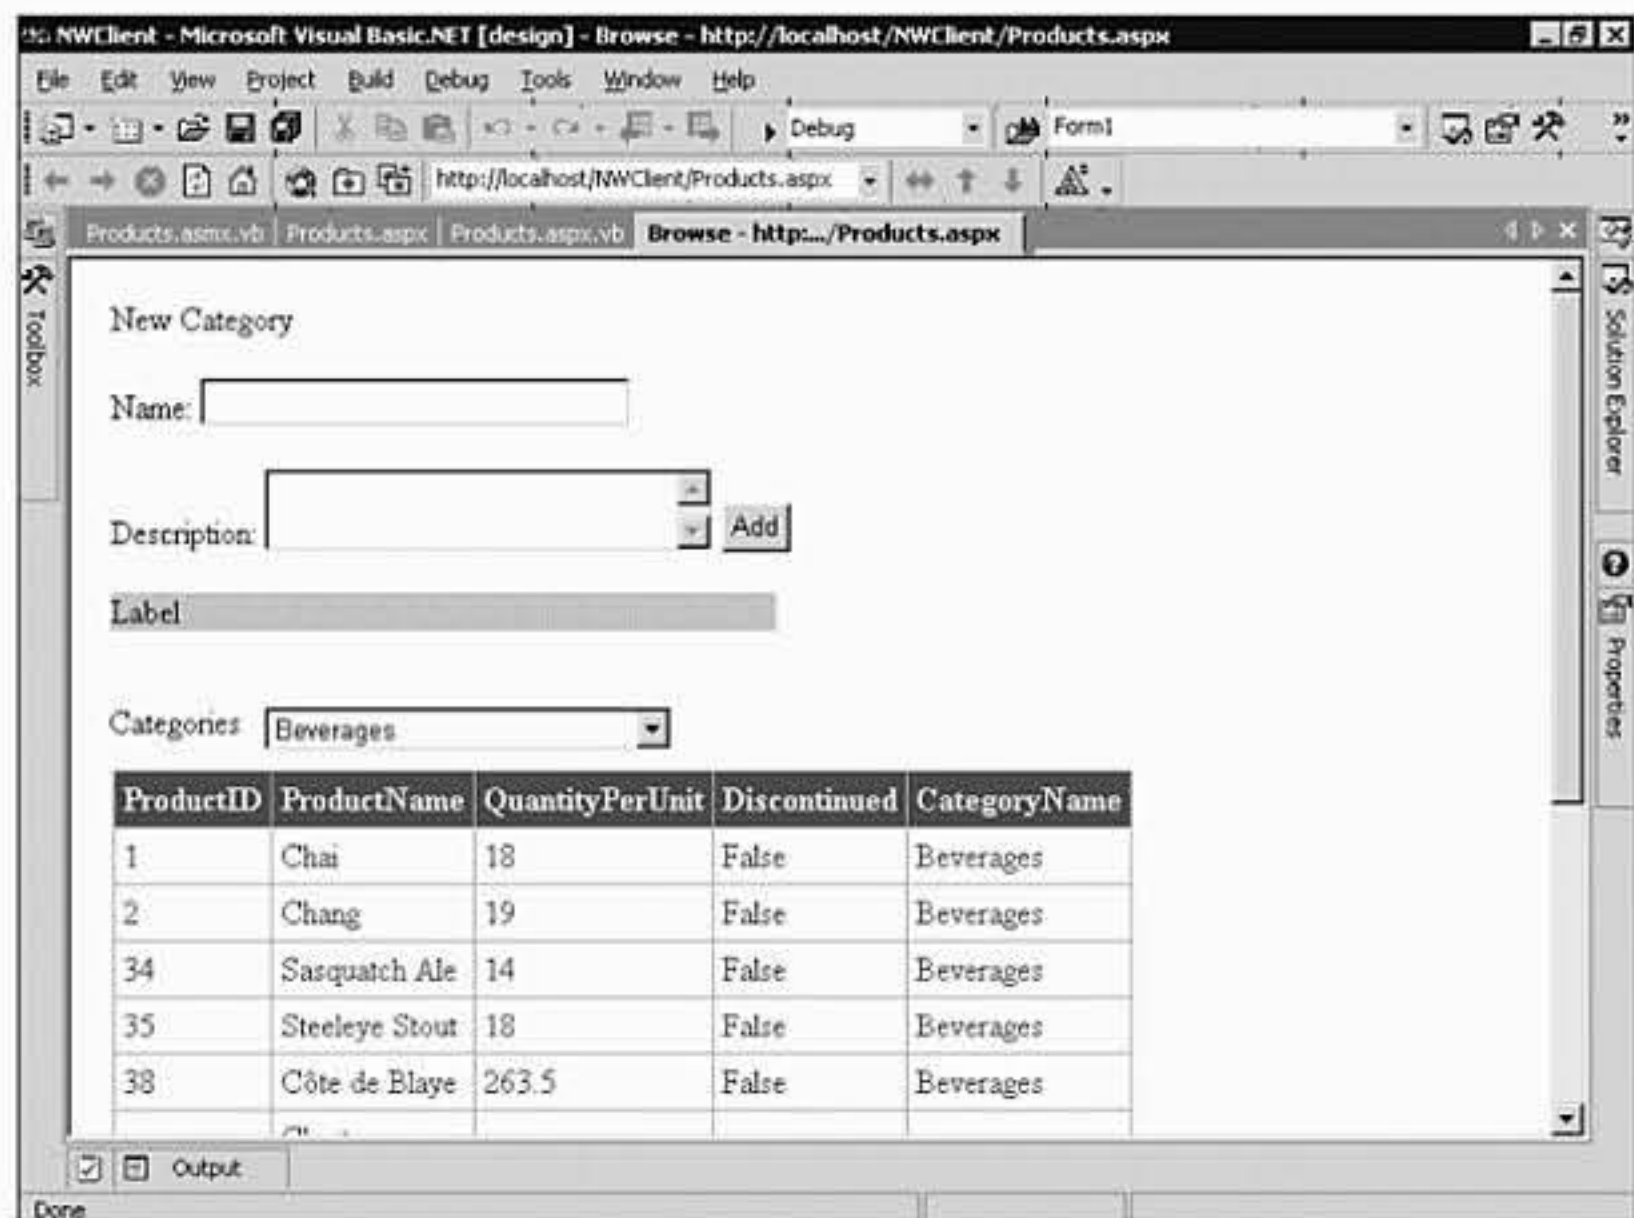 NWClient - Microsoft Visual Basic.NET [design] - Browse - http://localhost/NWClient/Products.aspx
File Edit View Project Build Debug Tools Window Help
Debug Form1
http://localhost/NWClient/Products.aspx
Products.asmx.vb Products.aspx Products.aspx.vb Browse - http:.../Products.aspx
Toolbox
New Category
Name:
Description: Add
Label
Categories Beverages
ProductID ProductName QuantityPerUnit Discontinued CategoryName
1 Chai 18 False Beverages
2 Chang 19 False Beverages
34 Sasquatch Ale 14 False Beverages
35 Steeleye Stout 18 False Beverages
38 Côte de Blaye 263.5 False Beverages
Solution Explorer
Properties
Output
Done